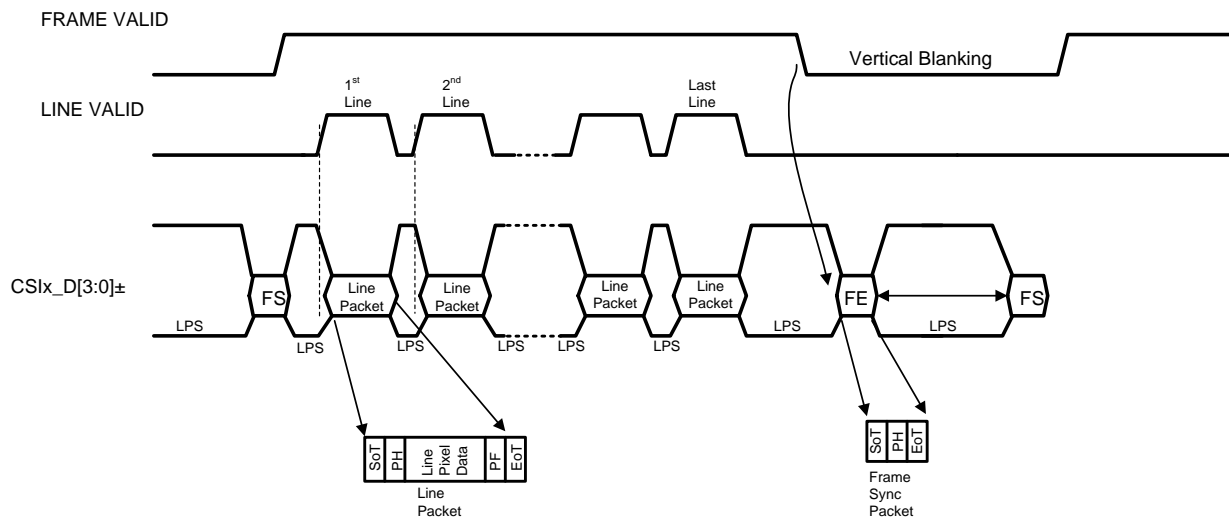 FRAME VALID
Vertical Blanking
1st
Line
2nd
Line
Last
Line
LINE VALID
CSIx_D[3:0]±
FS
Line
Packet
Line
Packet
Line
Packet
Line
Packet
FE
FS
LPS
LPS
LPS
LPS
LPS
LPS
LPS
LPS
SoT
PH
Line
Pixel
Data
PF
EoT
Line
Packet
SoT
PH
EoT
Frame
Sync
Packet